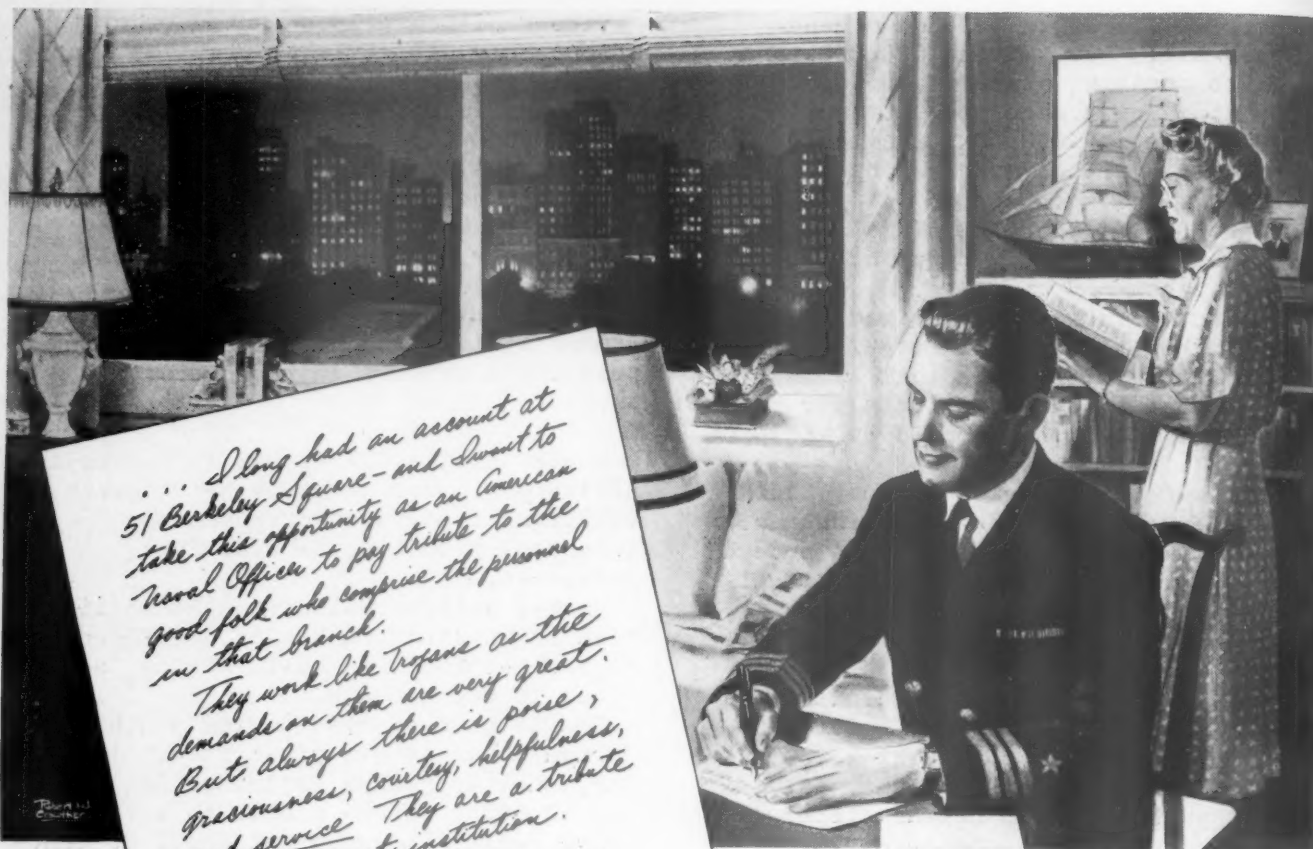 . . . I long had an account at
51 Berkeley Square – and I want to
take this opportunity as an American
Naval Officer to pay tribute to the
good folk who comprise the personnel
in that branch.
They work like Trojans as the
demands on them are very great.
But always there is poise,
graciousness, courtesy, helpfulness,
service They are a tribute
institution.